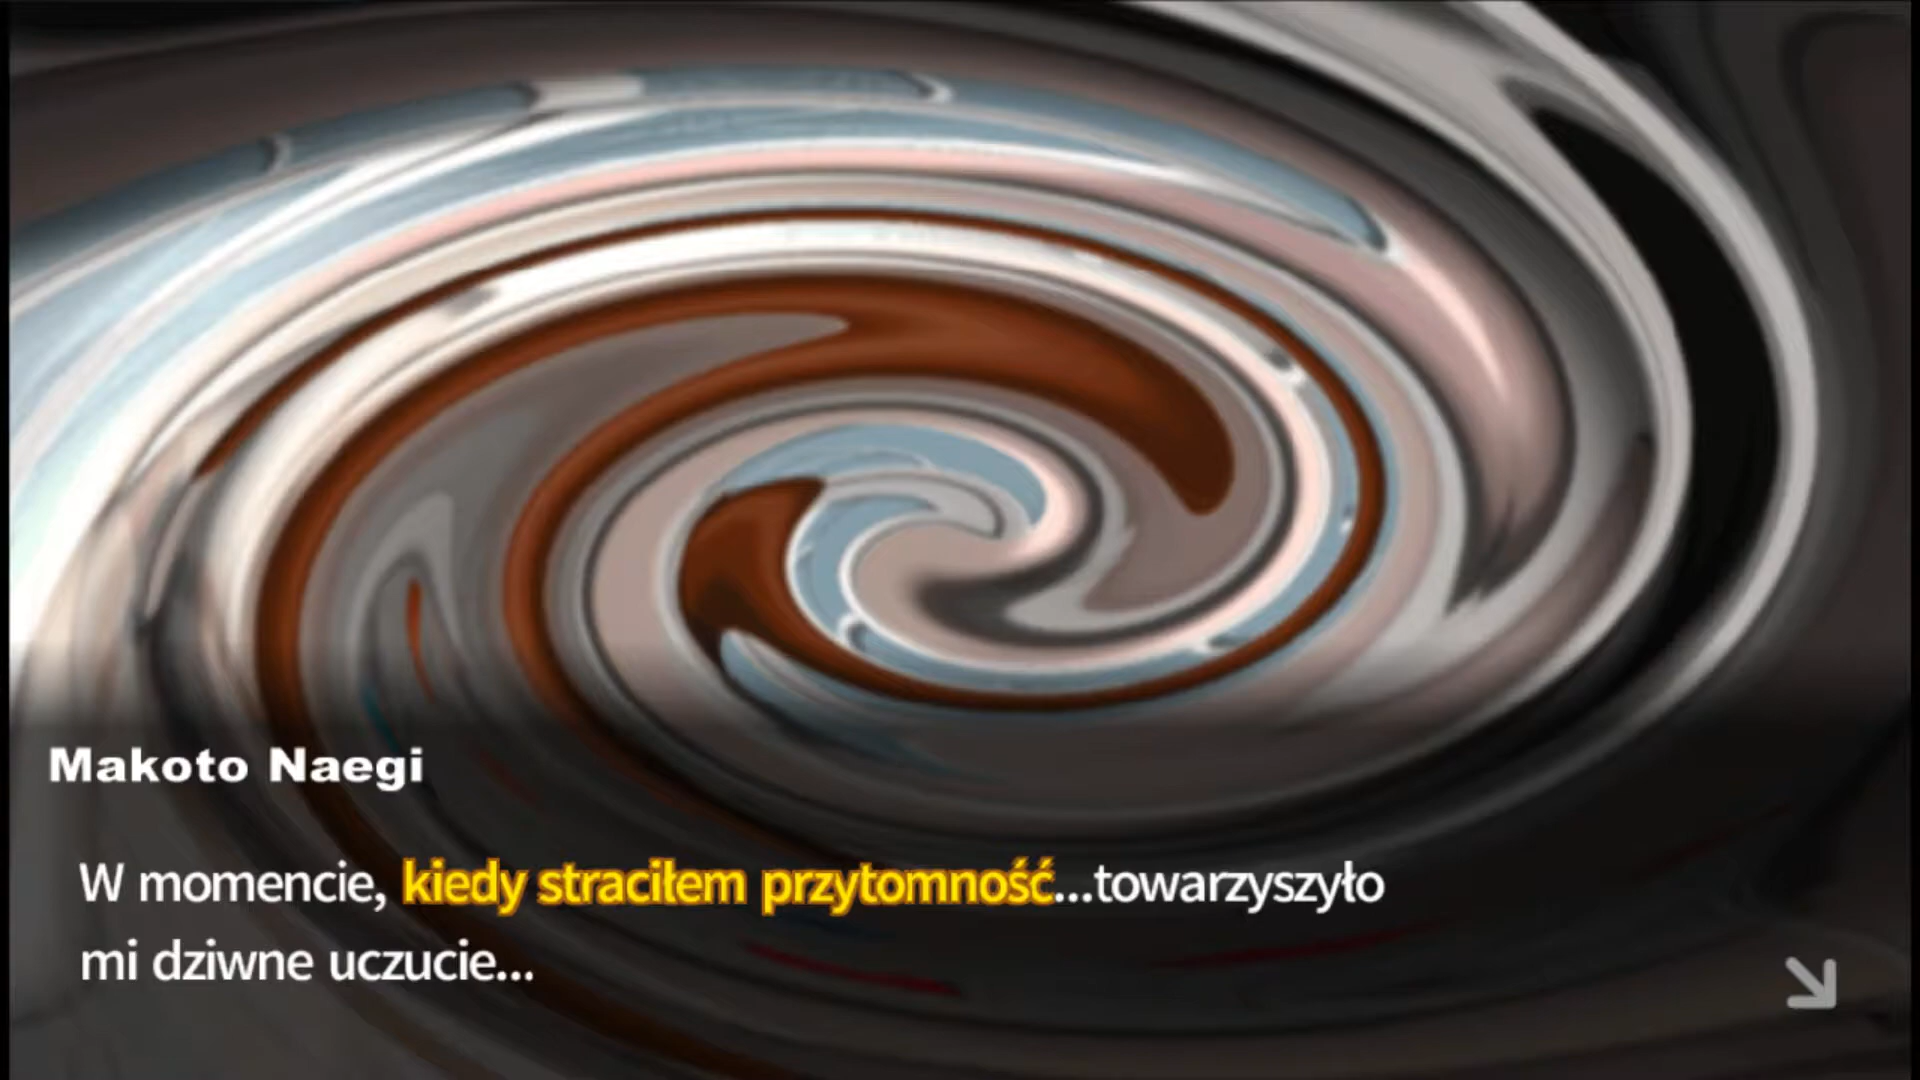 Makoto Naegi
W momencie, kiedy straciłem przytomność...towarzyszyło
mi dziwne uczucie...